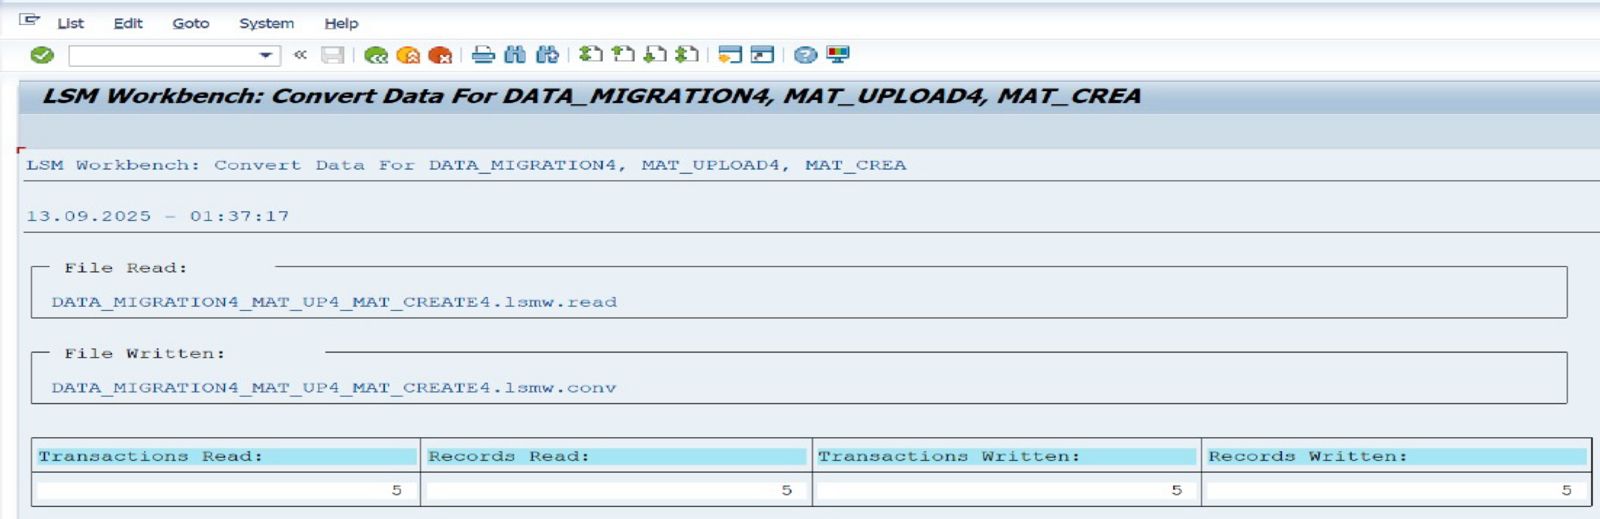 List Edit Goto System Help
LSM Workbench: Convert Data For DATA_MIGRATION4, MAT_UPLOAD4, MAT_CREA
LSM Workbench: Convert Data For DATA_MIGRATION4, MAT_UPLOAD4, MAT_CREA
13.09.2025 - 01:37:17
File Read:
DATA_MIGRATION4_MAT_UP4_MAT_CREATE4.lsmw.read
File Written:
DATA_MIGRATION4_MAT_UP4_MAT_CREATE4.lsmw.conv
Transactions Read: Records Read: Transactions Written: Records Written:
5 5 5 5